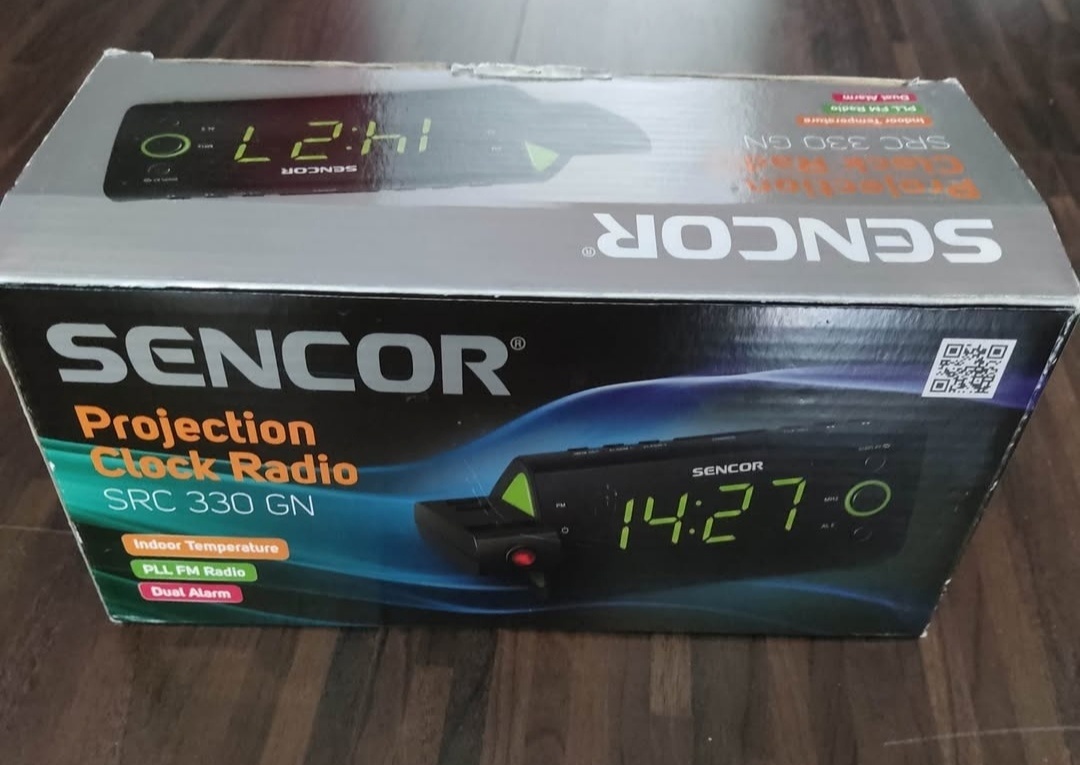 14:27
SENCOR
Dual Alarm
PLL FM Radio
Indoor Temperature
SRC 330 GN
Projection
Clock Radio
SENCOR®
SENCOR®
Projection
Clock Radio
SRC 330 GN
Indoor Temperature
PLL FM Radio
Dual Alarm
SENCOR
PM
14:27